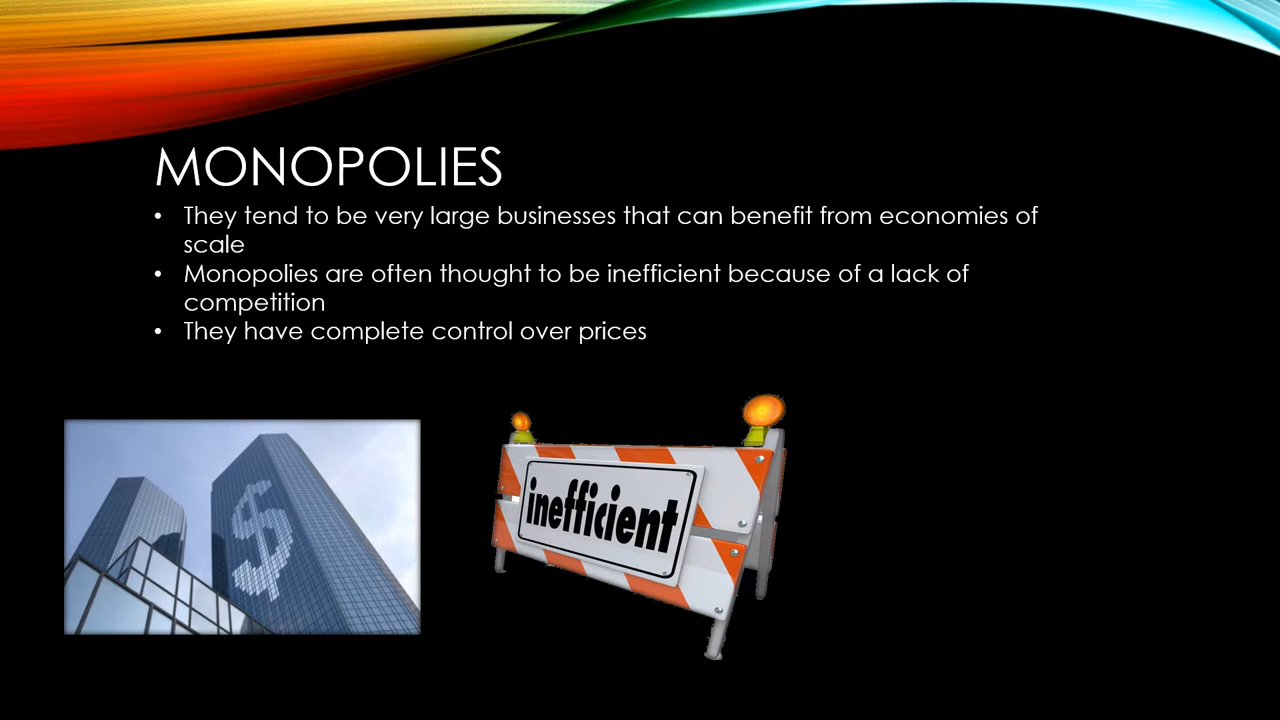 MONOPOLIES
• They tend to be very large businesses that can benefit from economies of
scale
• Monopolies are often thought to be inefficient because of a lack of
competition
• They have complete control over prices
$
inefficient